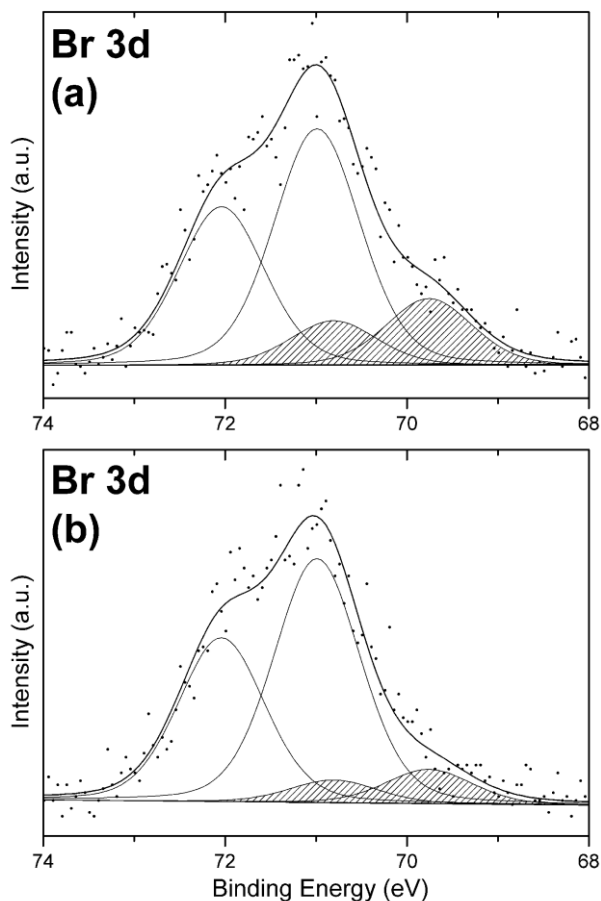 Br 3d
(a)
Intensity (a.u.)
74
72
70
68
Br 3d
(b)
Intensity (a.u.)
74
72
70
68
Binding Energy (eV)